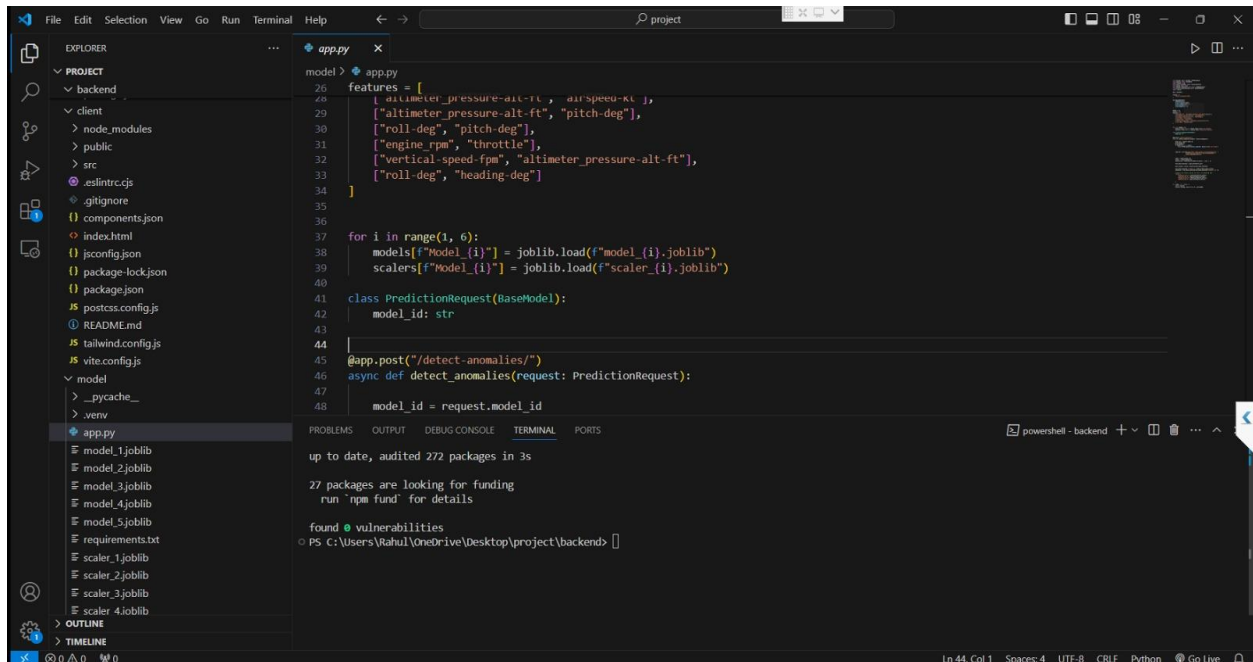 File Edit Selection View Go Run Terminal Help
project
EXPLORER
PROJECT
backend
client
node_modules
public
src
.eslintrc.cjs
.gitignore
components.json
index.html
jsconfig.json
package-lock.json
package.json
postcss.config.js
README.md
tailwind.config.js
vite.config.js
model
__pycache__
.venv
app.py
model_1.joblib
model_2.joblib
model_3.joblib
model_4.joblib
model_5.joblib
requirements.txt
scaler_1.joblib
scaler_2.joblib
scaler_3.joblib
scaler_4.joblib
OUTLINE
TIMELINE
app.py
model > app.py
26 features = [
28 ["altimeter_pressure-alt-ft", "airspeed-kt"],
29 ["altimeter_pressure-alt-ft", "pitch-deg"],
30 ["roll-deg", "pitch-deg"],
31 ["engine_rpm", "throttle"],
32 ["vertical-speed-fpm", "altimeter_pressure-alt-ft"],
33 ["roll-deg", "heading-deg"]
34 ]
35
36
37 for i in range(1, 6):
38 models[f"Model_{i}"] = joblib.load(f"model_{i}.joblib")
39 scalers[f"Model_{i}"] = joblib.load(f"scaler_{i}.joblib")
40
41 class PredictionRequest(BaseModel):
42 model_id: str
43
44
45 @app.post("/detect-anomalies/")
46 async def detect_anomalies(request: PredictionRequest):
47
48 model_id = request.model_id
PROBLEMS OUTPUT DEBUG CONSOLE TERMINAL PORTS
powershell - backend
up to date, audited 272 packages in 3s
27 packages are looking for funding
run `npm fund` for details
found 0 vulnerabilities
PS C:\Users\Rahul\OneDrive\Desktop\project\backend>
0 0 0
Ln 44, Col 1 Spaces: 4 UTF-8 CRLF Python Go Live